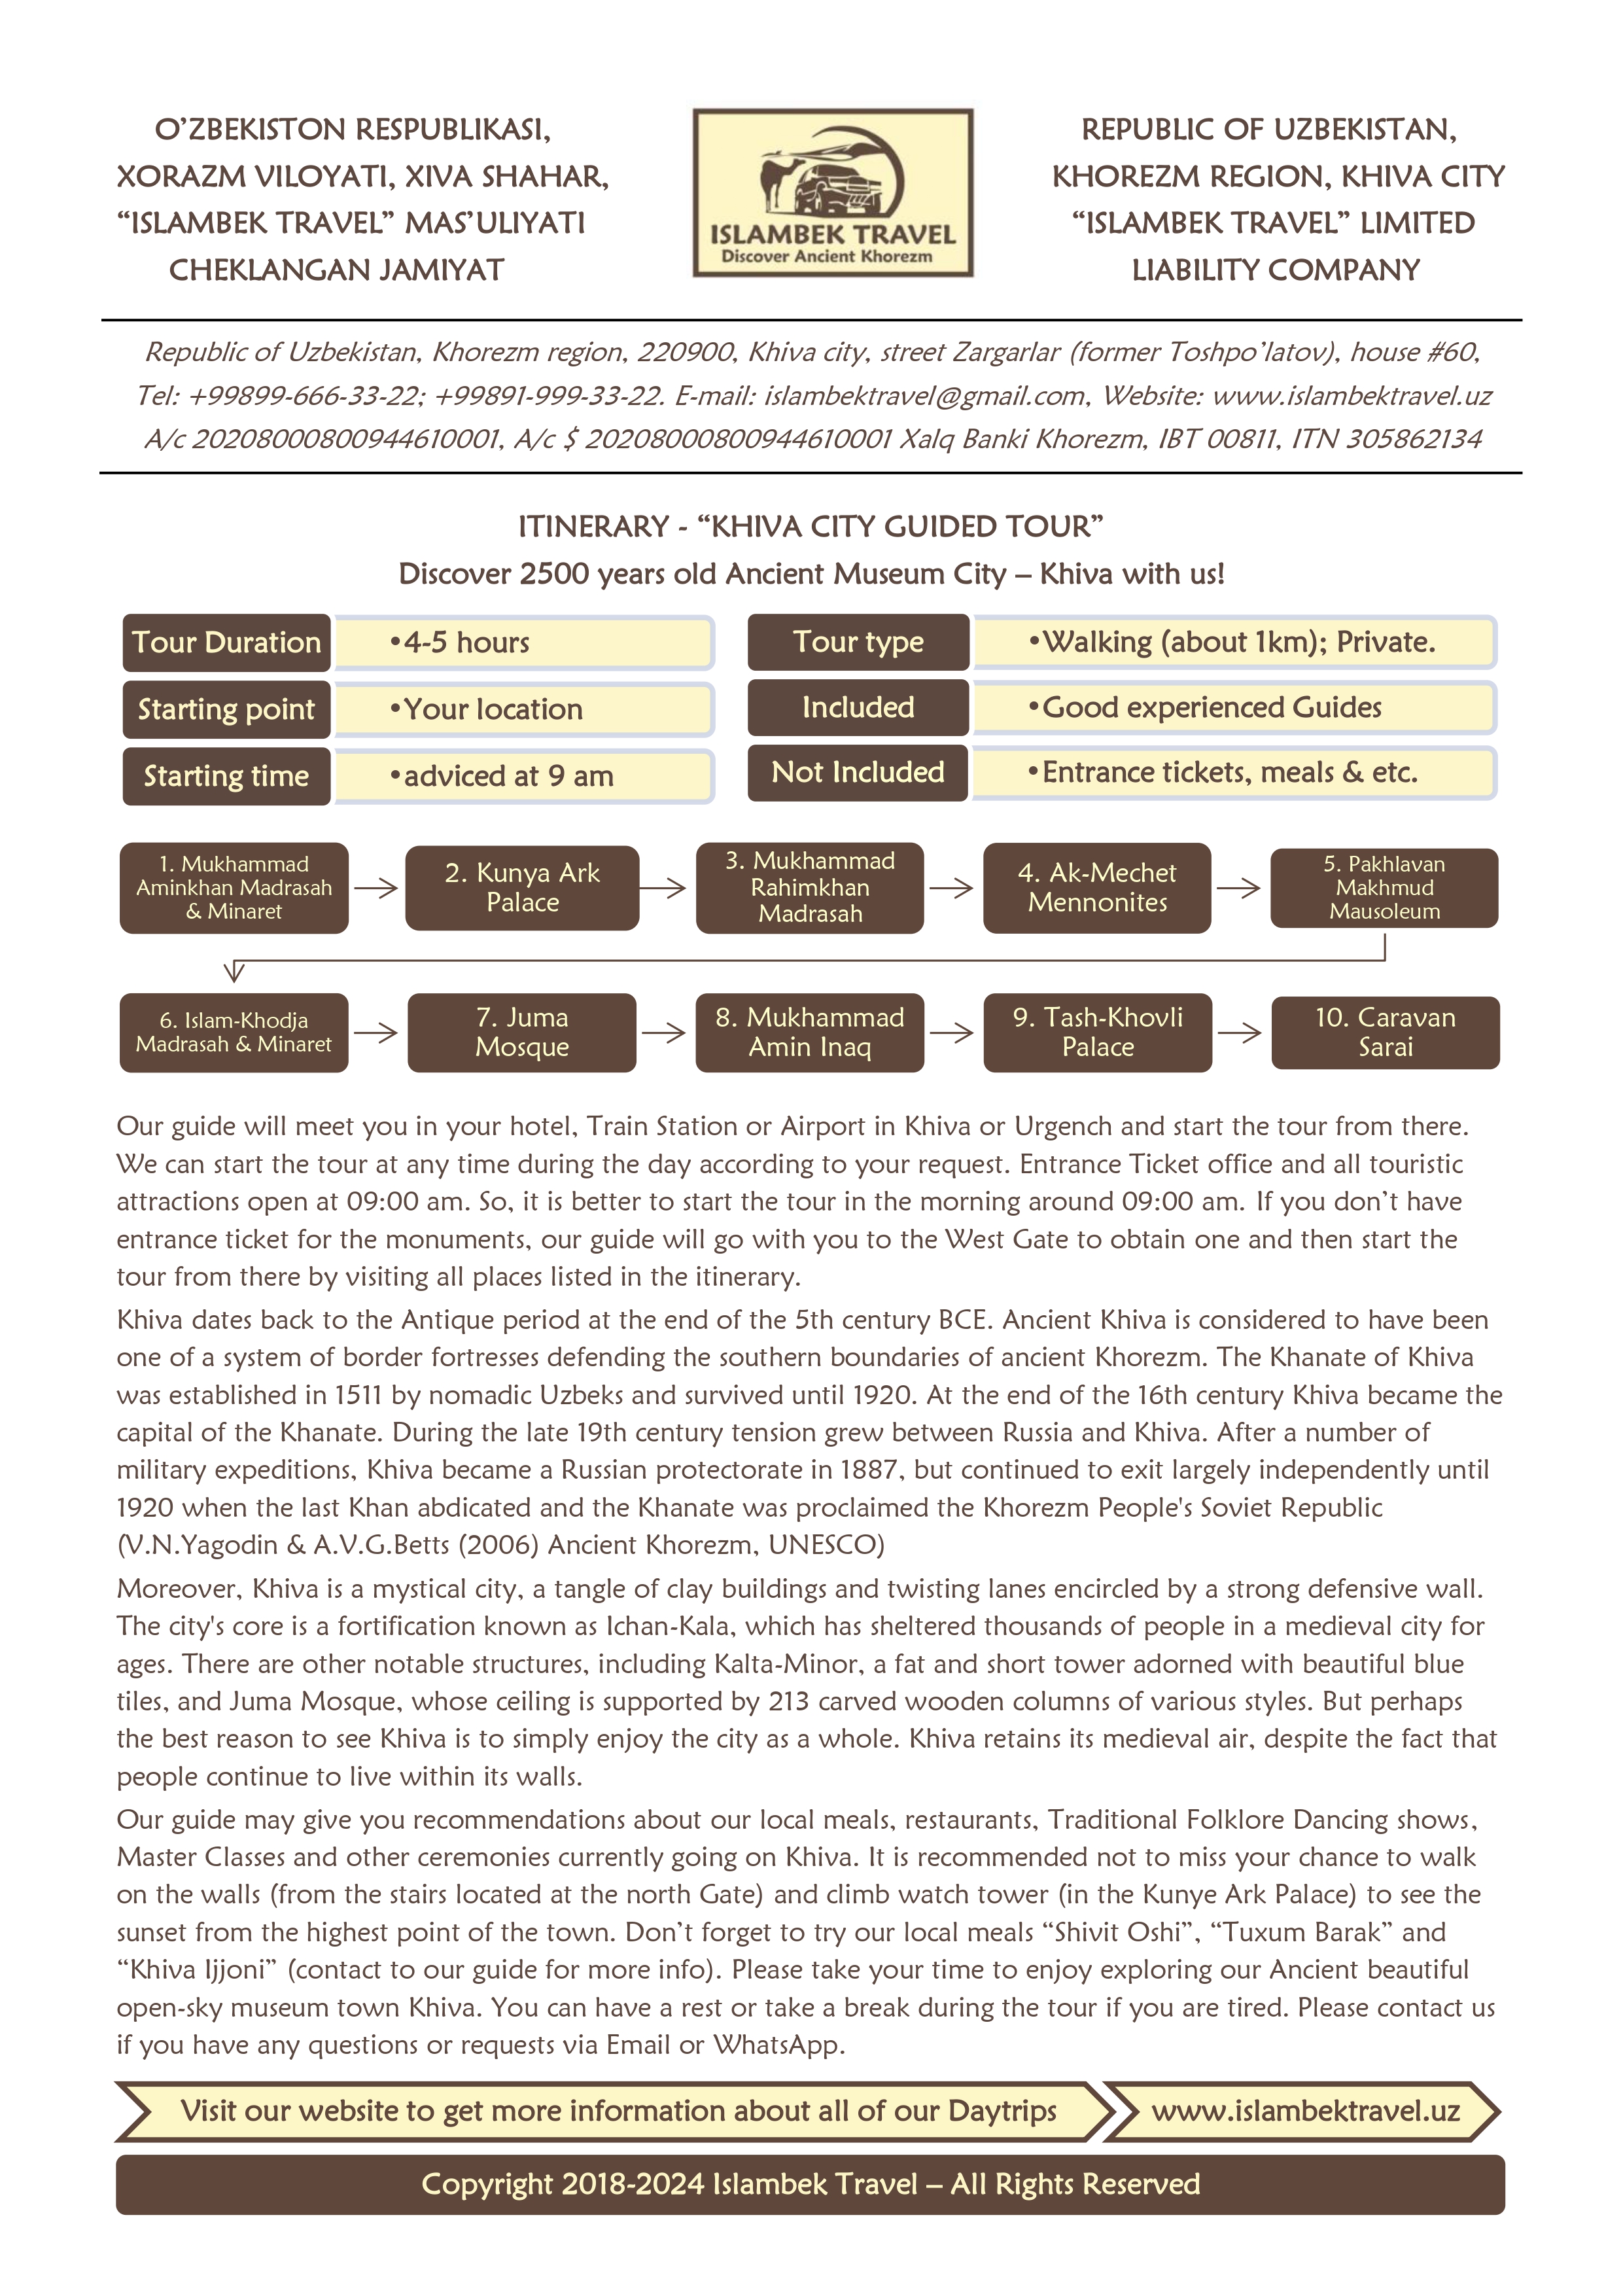 O’ZBEKISTON RESPUBLIKASI,
XORAZM VILOYATI, XIVA SHAHAR,
“ISLAMBEK TRAVEL” MAS’ULIYATI
CHEKLANGAN JAMIYAT
ISLAMBEK TRAVEL
Discover Ancient Khorezm
REPUBLIC OF UZBEKISTAN,
KHOREZM REGION, KHIVA CITY
“ISLAMBEK TRAVEL” LIMITED
LIABILITY COMPANY
Republic of Uzbekistan, Khorezm region, 220900, Khiva city, street Zargarlar (former Toshpo’latov), house #60,
Tel: +99899-666-33-22; +99891-999-33-22. E-mail: islambektravel@gmail.com, Website: www.islambektravel.uz
A/c 20208000800944610001, A/c $ 20208000800944610001 Xalq Banki Khorezm, IBT 00811, ITN 305862134
ITINERARY - “KHIVA CITY GUIDED TOUR”
Discover 2500 years old Ancient Museum City – Khiva with us!
Tour Duration
•4-5 hours
Starting point
•Your location
Starting time
•adviced at 9 am
Tour type
•Walking (about 1km); Private.
Included
•Good experienced Guides
Not Included
•Entrance tickets, meals & etc.
1. Mukhammad
Aminkhan Madrasah
& Minaret
2. Kunya Ark
Palace
3. Mukhammad
Rahimkhan
Madrasah
4. Ak-Mechet
Mennonites
5. Pakhlavan
Makhmud
Mausoleum
6. Islam-Khodja
Madrasah & Minaret
7. Juma
Mosque
8. Mukhammad
Amin Inaq
9. Tash-Khovli
Palace
10. Caravan
Sarai
Our guide will meet you in your hotel, Train Station or Airport in Khiva or Urgench and start the tour from there.
We can start the tour at any time during the day according to your request. Entrance Ticket office and all touristic
attractions open at 09:00 am. So, it is better to start the tour in the morning around 09:00 am. If you don’t have
entrance ticket for the monuments, our guide will go with you to the West Gate to obtain one and then start the
tour from there by visiting all places listed in the itinerary.
Khiva dates back to the Antique period at the end of the 5th century BCE. Ancient Khiva is considered to have been
one of a system of border fortresses defending the southern boundaries of ancient Khorezm. The Khanate of Khiva
was established in 1511 by nomadic Uzbeks and survived until 1920. At the end of the 16th century Khiva became the
capital of the Khanate. During the late 19th century tension grew between Russia and Khiva. After a number of
military expeditions, Khiva became a Russian protectorate in 1887, but continued to exit largely independently until
1920 when the last Khan abdicated and the Khanate was proclaimed the Khorezm People's Soviet Republic
(V.N.Yagodin & A.V.G.Betts (2006) Ancient Khorezm, UNESCO)
Moreover, Khiva is a mystical city, a tangle of clay buildings and twisting lanes encircled by a strong defensive wall.
The city's core is a fortification known as Ichan-Kala, which has sheltered thousands of people in a medieval city for
ages. There are other notable structures, including Kalta-Minor, a fat and short tower adorned with beautiful blue
tiles, and Juma Mosque, whose ceiling is supported by 213 carved wooden columns of various styles. But perhaps
the best reason to see Khiva is to simply enjoy the city as a whole. Khiva retains its medieval air, despite the fact that
people continue to live within its walls.
Our guide may give you recommendations about our local meals, restaurants, Traditional Folklore Dancing shows,
Master Classes and other ceremonies currently going on Khiva. It is recommended not to miss your chance to walk
on the walls (from the stairs located at the north Gate) and climb watch tower (in the Kunye Ark Palace) to see the
sunset from the highest point of the town. Don’t forget to try our local meals “Shivit Oshi”, “Tuxum Barak” and
“Khiva Ijjoni” (contact to our guide for more info). Please take your time to enjoy exploring our Ancient beautiful
open-sky museum town Khiva. You can have a rest or take a break during the tour if you are tired. Please contact us
if you have any questions or requests via Email or WhatsApp.
Visit our website to get more information about all of our Daytrips
www.islambektravel.uz
Copyright 2018-2024 Islambek Travel – All Rights Reserved